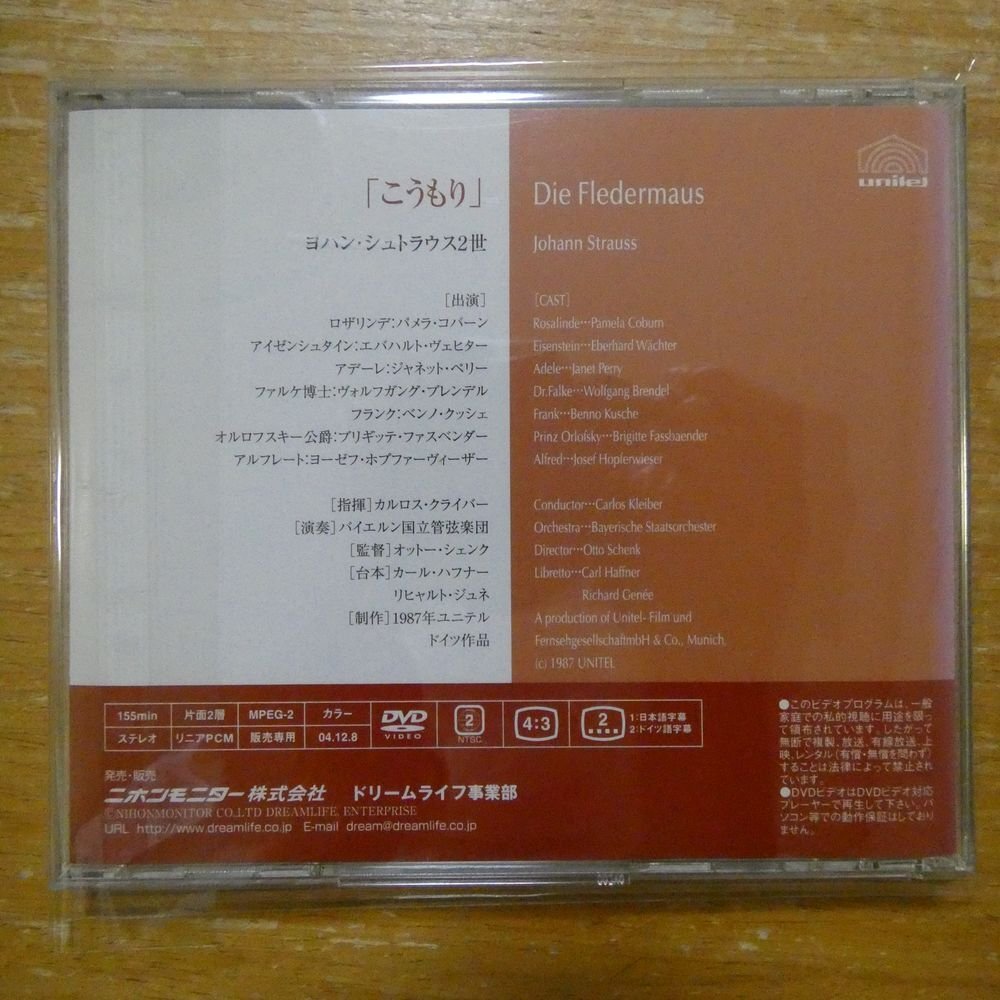 「こうもり」
ヨハン・シュトラウス2世
[出演]
ロザリンデ:パメラ・コバーン
アイゼンシュタイン:エバハルト・ヴェヒター
アデーレ:ジャネット・ペリー
ファルケ博士:ヴォルフガング・ブレンデル
フランク:ベンノ・クッシェ
オルロフスキー公爵:ブリギッテ・ファスベンダー
アルフレート:ヨーゼフ・ホプファーヴィーザー
[指揮]カルロス・クライバー
[演奏]バイエルン国立管弦楽団
[監督]オットー・シェンク
[台本]カール・ハフナー
リヒャルト・ジュネ
[制作]1987年ユニテル
ドイツ作品
unitel
Die Fledermaus
Johann Strauss
[CAST]
Rosalinde…Pamela Coburn
Eisenstein…Eberhard Wächter
Adele…Janet Perry
Dr.Falke…Wolfgang Brendel
Frank…Benno Kusche
Prinz Orlofsky…Brigitte Fassbaender
Alfred…Josef Hopferwieser
Conductor…Carlos Kleiber
Orchestra…Bayerische Staatsorchester
Director…Otto Schenk
Libretto…Carl Haffner
Richard Genée
A production of Unitel- Film und
FernsehgesellschaftmbH & Co., Munich,
(c) 1987 UNITEL
155min 片面2層 MPEG-2 カラー
ステレオ リニアPCM 販売専用 04.12.8
DVD VIDEO
2 NTSC
4:3
2
1:日本語字幕
2:ドイツ語字幕
発売・販売
ニホンモニター株式会社 ドリームライフ事業部
©NIHONMONITOR CO.,LTD DREAMLIFE, ENTERPRISE
URL http://www.dreamlife.co.jp E-mail dream@dreamlife.co.jp
●このビデオプログラムは、一般
家庭での私的視聴に用途を限っ
て頒布されています。したがって
無断で複製、放送、有線放送、上
映、レンタル(有償・無償を問わず)
することは法律によって禁止され
ています。
●DVDビデオはDVDビデオ対応
プレーヤーで再生して下さい。パ
ソコン等での動作保証はしており
ません。